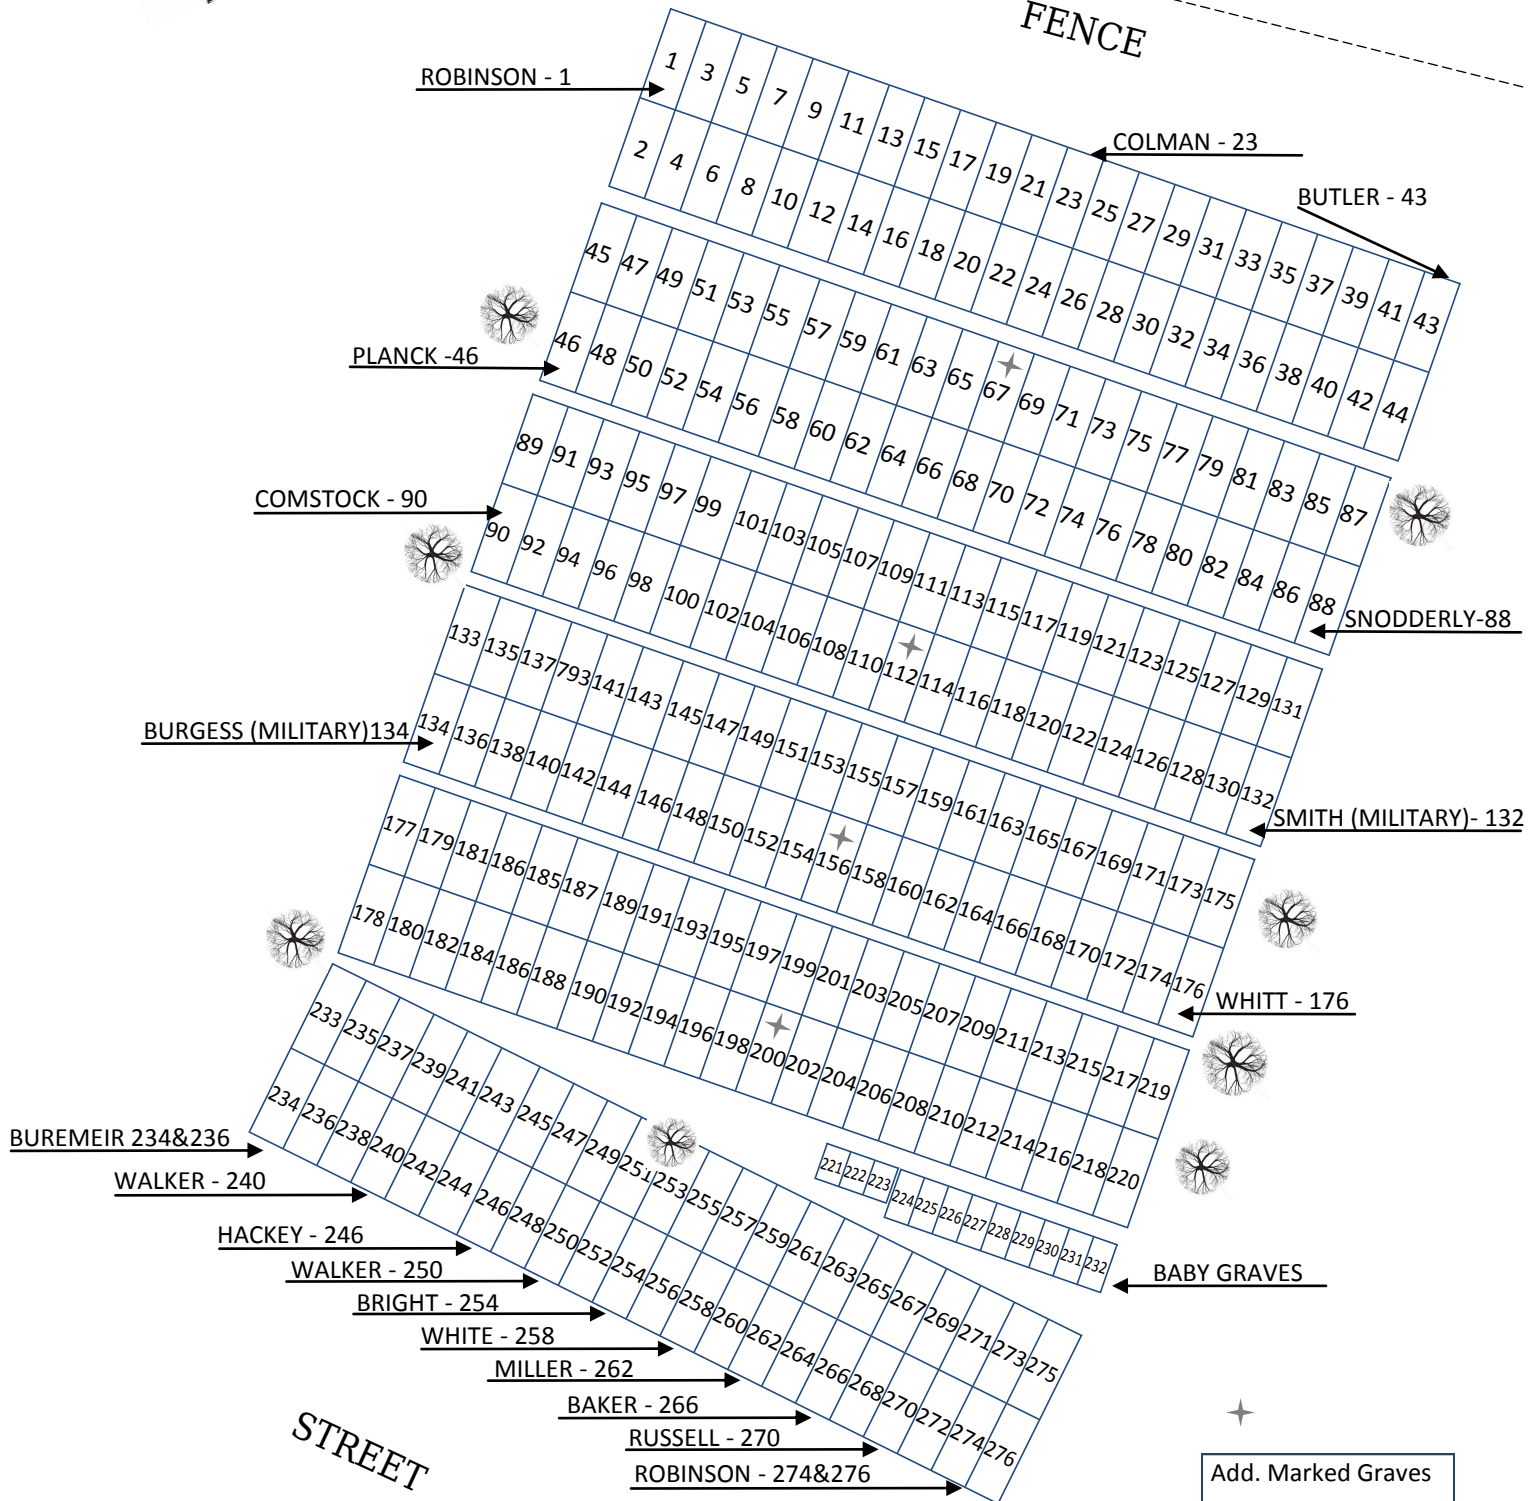 FENCE
ROBINSON - 1
COLMAN - 23
BUTLER - 43
1 3 5 7 9 11 13 15 17 19 21 23 25 27 29 31 33 35 37 39 41 43
2 4 6 8 10 12 14 16 18 20 22 24 26 28 30 32 34 36 38 40 42 44
45 47 49 51 53 55 57 59 61 63 65 67 69 71 73 75 77 79 81 83 85 87
PLANCK -46
46 48 50 52 54 56 58 60 62 64 66 68 70 72 74 76 78 80 82 84 86 88
SNODDERLY-88
89 91 93 95 97 99 101 103 105 107 109 111 113 115 117 119 121 123 125 127 129 131
COMSTOCK - 90
90 92 94 96 98 100 102 104 106 108 110 112 114 116 118 120 122 124 126 128 130 132
SMITH (MILITARY)- 132
133 135 137 793 141 143 145 147 149 151 153 155 157 159 161 163 165 167 169 171 173 175
BURGESS (MILITARY)134
134 136 138 140 142 144 146 148 150 152 154 156 158 160 162 164 166 168 170 172 174 176
WHITT - 176
177 179 181 186 185 187 189 191 193 195 197 199 201 203 205 207 209 211 213 215 217 219
178 180 182 184 186 188 190 192 194 196 198 200 202 204 206 208 210 212 214 216 218 220
221 222 223 224 225 226 227 228 229 230 231 232
BABY GRAVES
233 235 237 239 241 243 245 247 249 251 253 255 257 259 261 263 265 267 269 271 273 275
234 236 238 240 242 244 246 248 250 252 254 256 258 260 262 264 266 268 270 272 274 276
BUREMEIR 234&236
WALKER - 240
HACKEY - 246
WALKER - 250
BRIGHT - 254
WHITE - 258
MILLER - 262
BAKER - 266
RUSSELL - 270
ROBINSON - 274&276
STREET
Add. Marked Graves